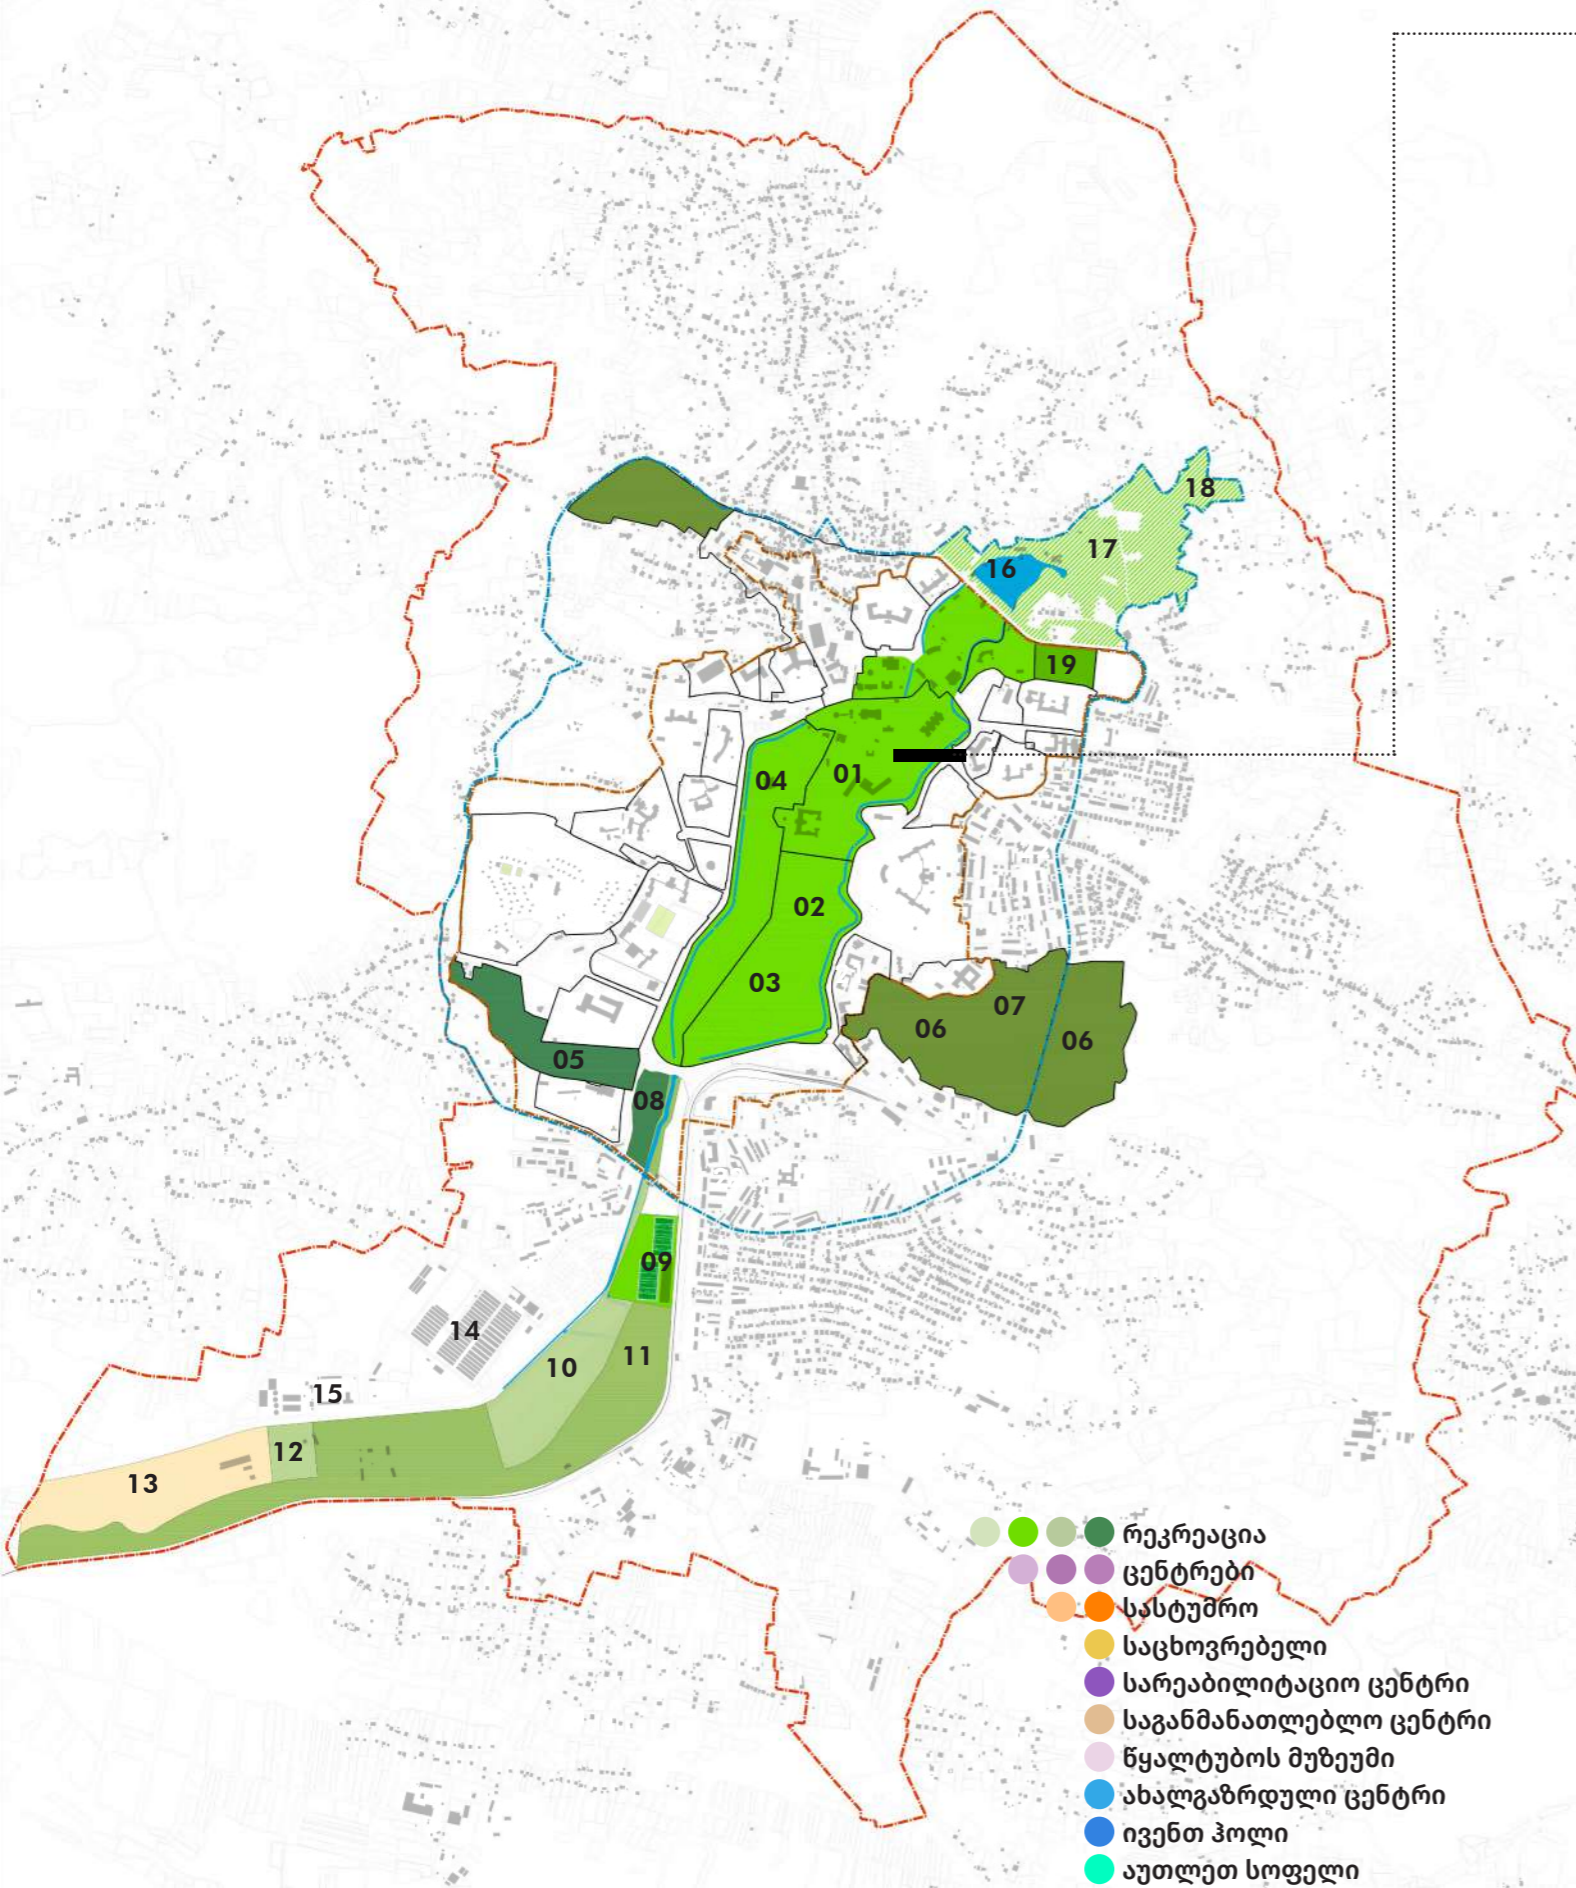 18
17
16
19
01
04
02
03
07
06
06
05
08
09
14
11
10
15
12
13
რეკრეაცია
ცენტრები
სასტუმრო
საცხოვრებელი
სარეაბილიტაციო ცენტრი
საგანმანათლებლო ცენტრი
წყალტუბოს მუზეუმი
ახალგაზრდული ცენტრი
ივენთ ჰოლი
აუთლეთ სოფელი